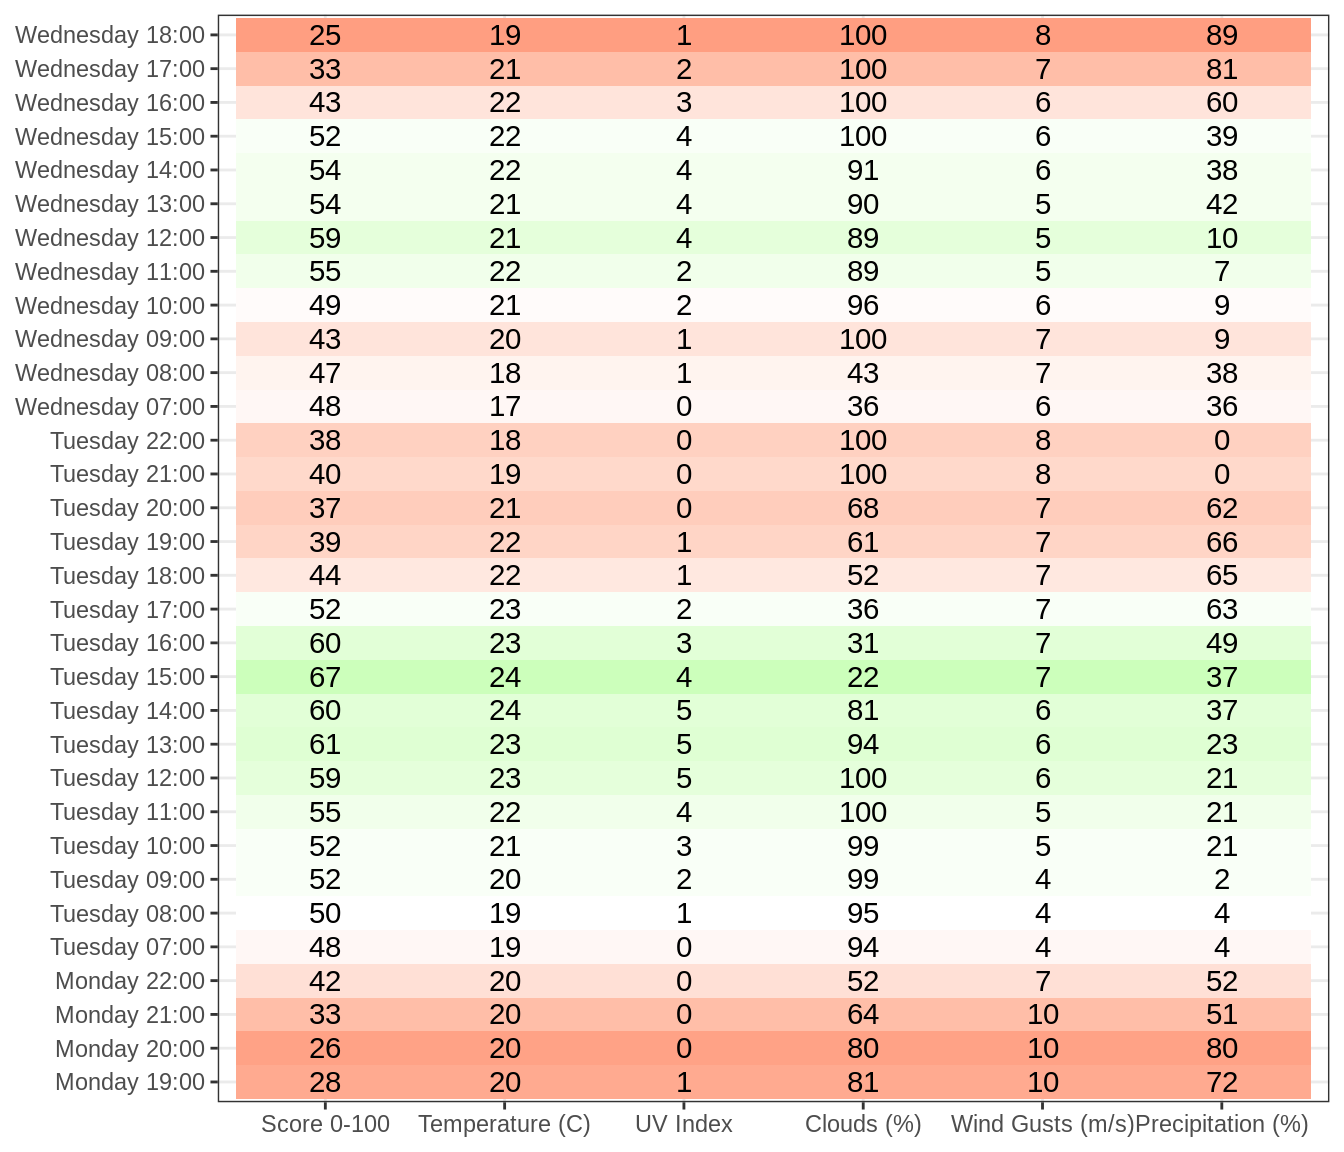 Wednesday 18:00 25 19 1 100 8 89
Wednesday 17:00 33 21 2 100 7 81
Wednesday 16:00 43 22 3 100 6 60
Wednesday 15:00 52 22 4 100 6 39
Wednesday 14:00 54 22 4 91 6 38
Wednesday 13:00 54 21 4 90 5 42
Wednesday 12:00 59 21 4 89 5 10
Wednesday 11:00 55 22 2 89 5 7
Wednesday 10:00 49 21 2 96 6 9
Wednesday 09:00 43 20 1 100 7 9
Wednesday 08:00 47 18 1 43 7 38
Wednesday 07:00 48 17 0 36 6 36
Tuesday 22:00 38 18 0 100 8 0
Tuesday 21:00 40 19 0 100 8 0
Tuesday 20:00 37 21 0 68 7 62
Tuesday 19:00 39 22 1 61 7 66
Tuesday 18:00 44 22 1 52 7 65
Tuesday 17:00 52 23 2 36 7 63
Tuesday 16:00 60 23 3 31 7 49
Tuesday 15:00 67 24 4 22 7 37
Tuesday 14:00 60 24 5 81 6 37
Tuesday 13:00 61 23 5 94 6 23
Tuesday 12:00 59 23 5 100 6 21
Tuesday 11:00 55 22 4 100 5 21
Tuesday 10:00 52 21 3 99 5 21
Tuesday 09:00 52 20 2 99 4 2
Tuesday 08:00 50 19 1 95 4 4
Tuesday 07:00 48 19 0 94 4 4
Monday 22:00 42 20 0 52 7 52
Monday 21:00 33 20 0 64 10 51
Monday 20:00 26 20 0 80 10 80
Monday 19:00 28 20 1 81 10 72
Score 0-100 Temperature (C) UV Index Clouds (%) Wind Gusts (m/s) Precipitation (%)